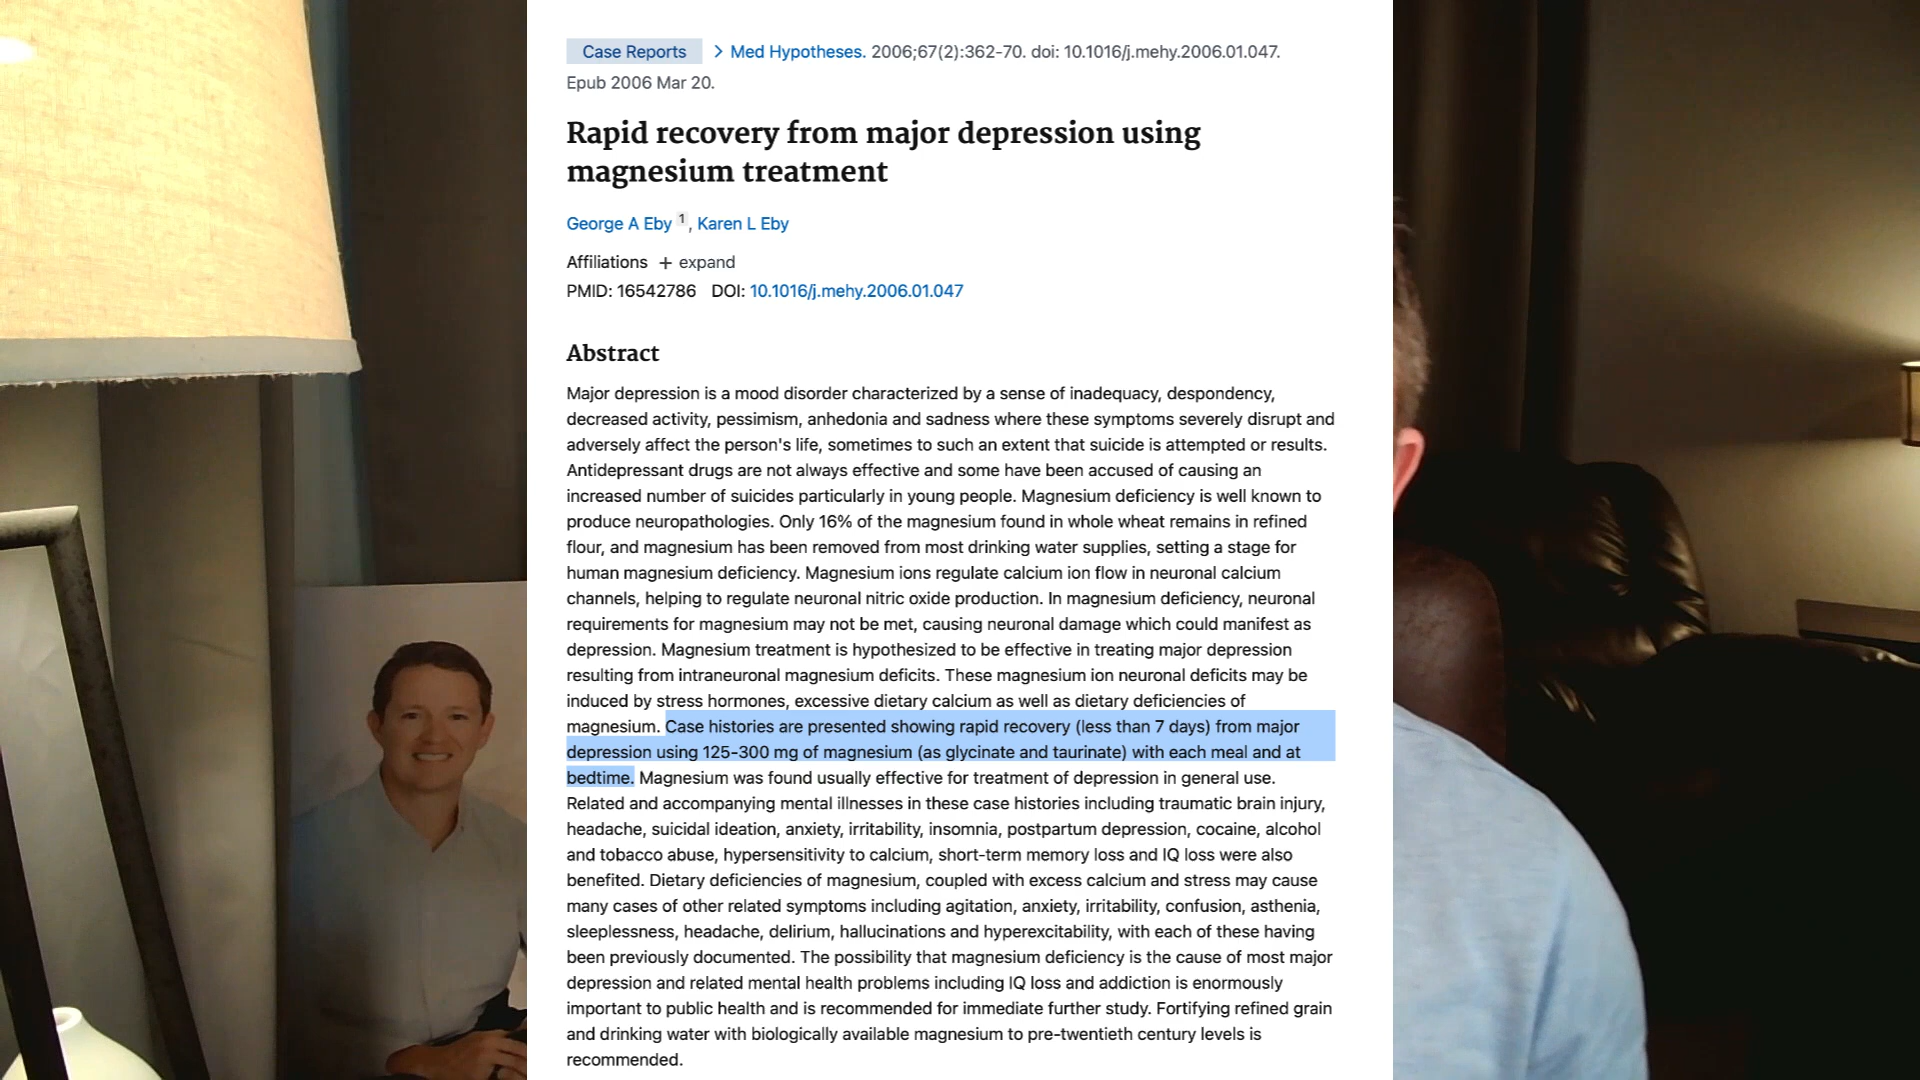 Case Reports > Med Hypotheses. 2006;67(2):362-70. doi: 10.1016/j.mehy.2006.01.047.
Epub 2006 Mar 20.
Rapid recovery from major depression using
magnesium treatment
George A Eby 1, Karen L Eby
Affiliations + expand
PMID: 16542786 DOI: 10.1016/j.mehy.2006.01.047
Abstract
Major depression is a mood disorder characterized by a sense of inadequacy, despondency,
decreased activity, pessimism, anhedonia and sadness where these symptoms severely disrupt and
adversely affect the person's life, sometimes to such an extent that suicide is attempted or results.
Antidepressant drugs are not always effective and some have been accused of causing an
increased number of suicides particularly in young people. Magnesium deficiency is well known to
produce neuropathologies. Only 16% of the magnesium found in whole wheat remains in refined
flour, and magnesium has been removed from most drinking water supplies, setting a stage for
human magnesium deficiency. Magnesium ions regulate calcium ion flow in neuronal calcium
channels, helping to regulate neuronal nitric oxide production. In magnesium deficiency, neuronal
requirements for magnesium may not be met, causing neuronal damage which could manifest as
depression. Magnesium treatment is hypothesized to be effective in treating major depression
resulting from intraneuronal magnesium deficits. These magnesium ion neuronal deficits may be
induced by stress hormones, excessive dietary calcium as well as dietary deficiencies of
magnesium. Case histories are presented showing rapid recovery (less than 7 days) from major
depression using 125-300 mg of magnesium (as glycinate and taurinate) with each meal and at
bedtime. Magnesium was found usually effective for treatment of depression in general use.
Related and accompanying mental illnesses in these case histories including traumatic brain injury,
headache, suicidal ideation, anxiety, irritability, insomnia, postpartum depression, cocaine, alcohol
and tobacco abuse, hypersensitivity to calcium, short-term memory loss and IQ loss were also
benefited. Dietary deficiencies of magnesium, coupled with excess calcium and stress may cause
many cases of other related symptoms including agitation, anxiety, irritability, confusion, asthenia,
sleeplessness, headache, delirium, hallucinations and hyperexcitability, with each of these having
been previously documented. The possibility that magnesium deficiency is the cause of most major
depression and related mental health problems including IQ loss and addiction is enormously
important to public health and is recommended for immediate further study. Fortifying refined grain
and drinking water with biologically available magnesium to pre-twentieth century levels is
recommended.